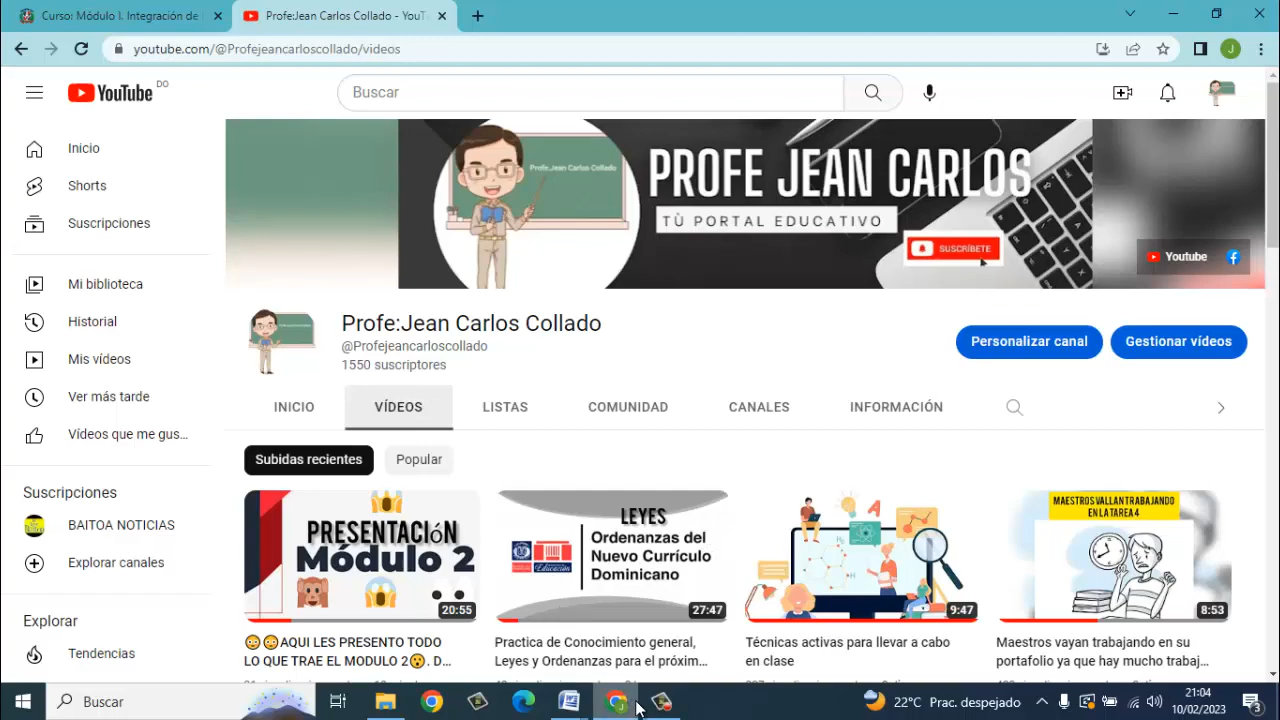 Curso: Módulo I. Integración de
Profe:Jean Carlos Collado - YouT
youtube.com/@Profejeancarloscollado/videos
J
YouTube DO
Buscar
Inicio
Shorts
Suscripciones
Mi biblioteca
Historial
Mis vídeos
Ver más tarde
Vídeos que me gus...
Suscripciones
BAITOA NOTICIAS
Explorar canales
Explorar
Tendencias
Profe:Jean Carlos Collado
PROFE JEAN CARLOS
TÙ PORTAL EDUCATIVO
SUSCRÍBETE
Youtube
Profe:Jean Carlos Collado
@Profejeancarloscollado
1550 suscriptores
Personalizar canal
Gestionar vídeos
INICIO
VÍDEOS
LISTAS
COMUNIDAD
CANALES
INFORMACIÓN
Subidas recientes
Popular
PRESENTACIóN
Módulo 2
20:55
😳😳AQUI LES PRESENTO TODO
LO QUE TRAE EL MODULO 2😯. D...
LEYES
Ordenanzas del
Nuevo Currículo
Dominicano
27:47
Practica de Conocimiento general,
Leyes y Ordenanzas para el próxim...
9:47
Técnicas activas para llevar a cabo
en clase
MAESTROS VALLAN TRABAJANDO
EN LA TAREA 4
8:53
Maestros vayan trabajando en su
portafolio ya que hay mucho trabaj...
Buscar
22°C Prac. despejado
21:04
10/02/2023
3